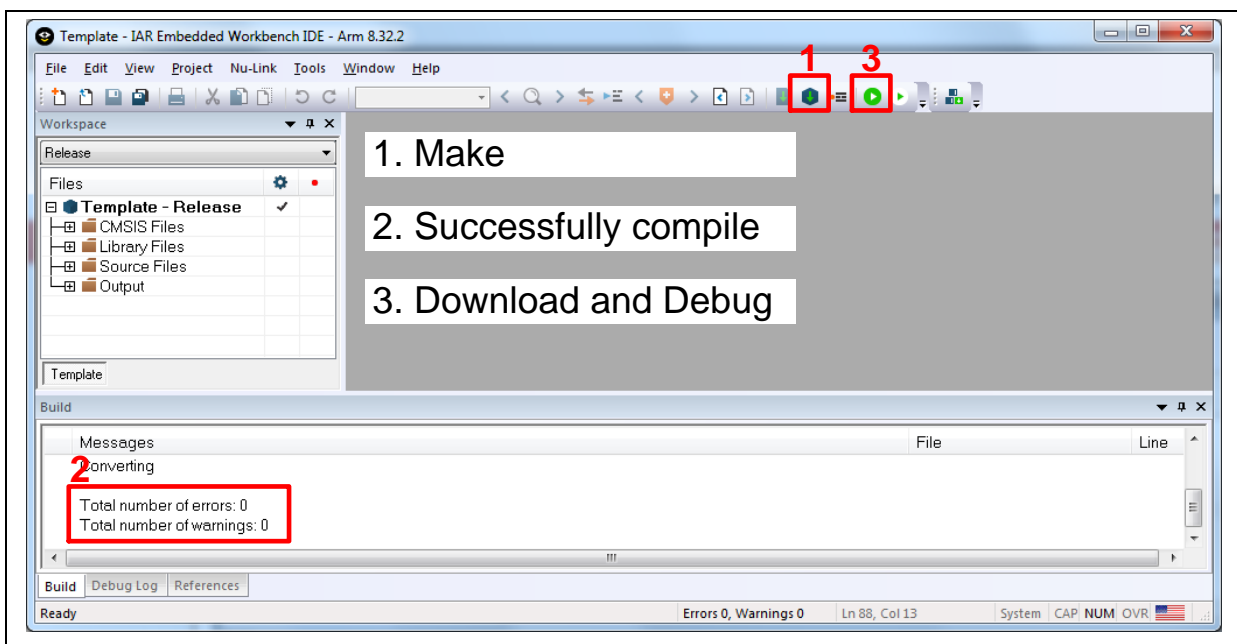 Template - IAR Embedded Workbench IDE - Arm 8.32.2
File Edit View Project Nu-Link Tools Window Help
1 3
Workspace
Release
Files
Template - Release
CMSIS Files
Library Files
Source Files
Output
Template
1. Make
2. Successfully compile
3. Download and Debug
Build
Messages File Line
Converting
2
Total number of errors: 0
Total number of warnings: 0
Build Debug Log References
Ready Errors 0, Warnings 0 Ln 88, Col 13 System CAP NUM OVR